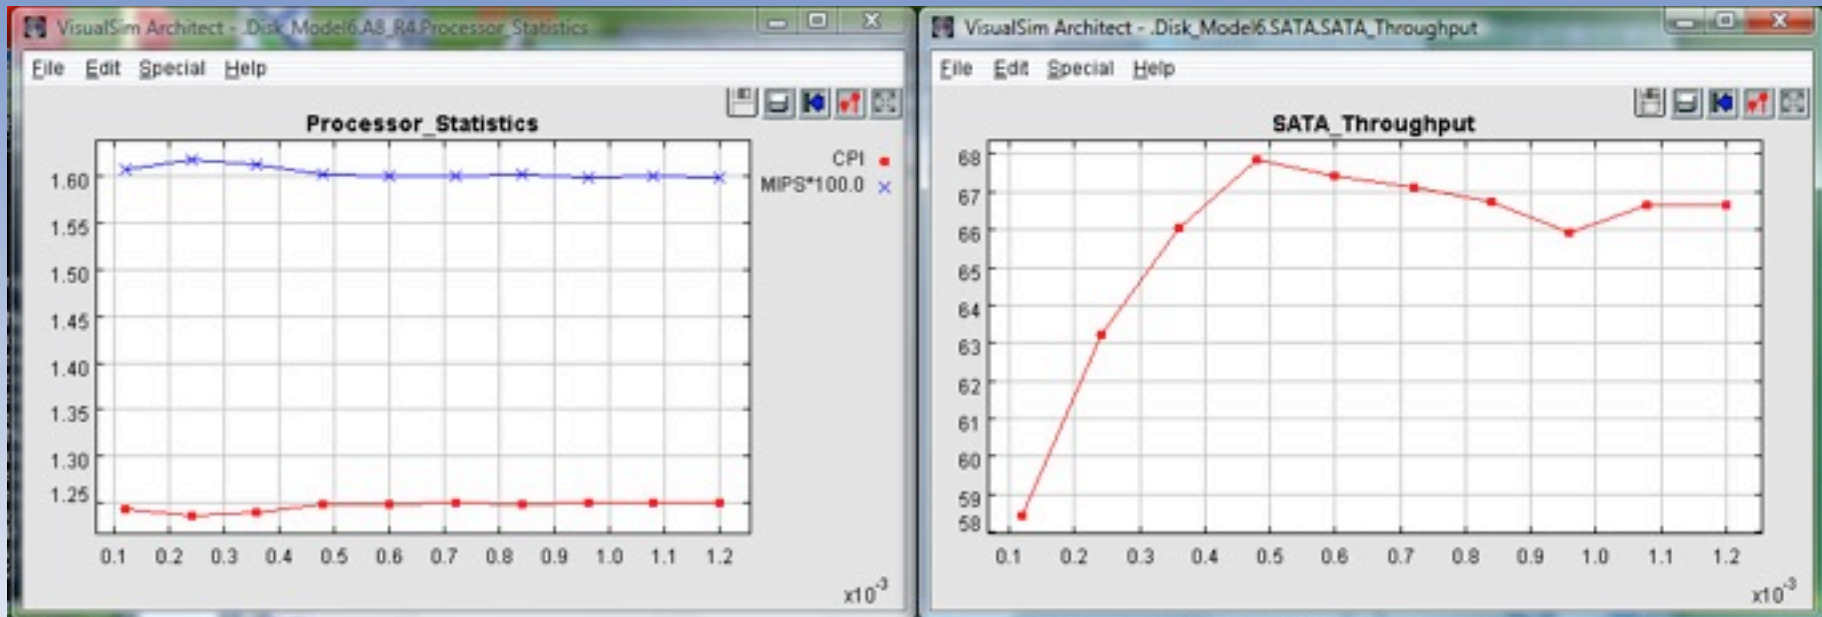 VisualSim Architect - .Disk_Model6.A8_R4.Processor_Statistics
File Edit Special Help
Processor_Statistics
CPI
MIPS*100.0
1.60
1.55
1.50
1.45
1.40
1.35
1.30
1.25
0.1 0.2 0.3 0.4 0.5 0.6 0.7 0.8 0.9 1.0 1.1 1.2
x10-3
VisualSim Architect - .Disk_Model6.SATA.SATA_Throughput
File Edit Special Help
SATA_Throughput
68
67
66
65
64
63
62
61
60
59
58
0.1 0.2 0.3 0.4 0.5 0.6 0.7 0.8 0.9 1.0 1.1 1.2
x10-3